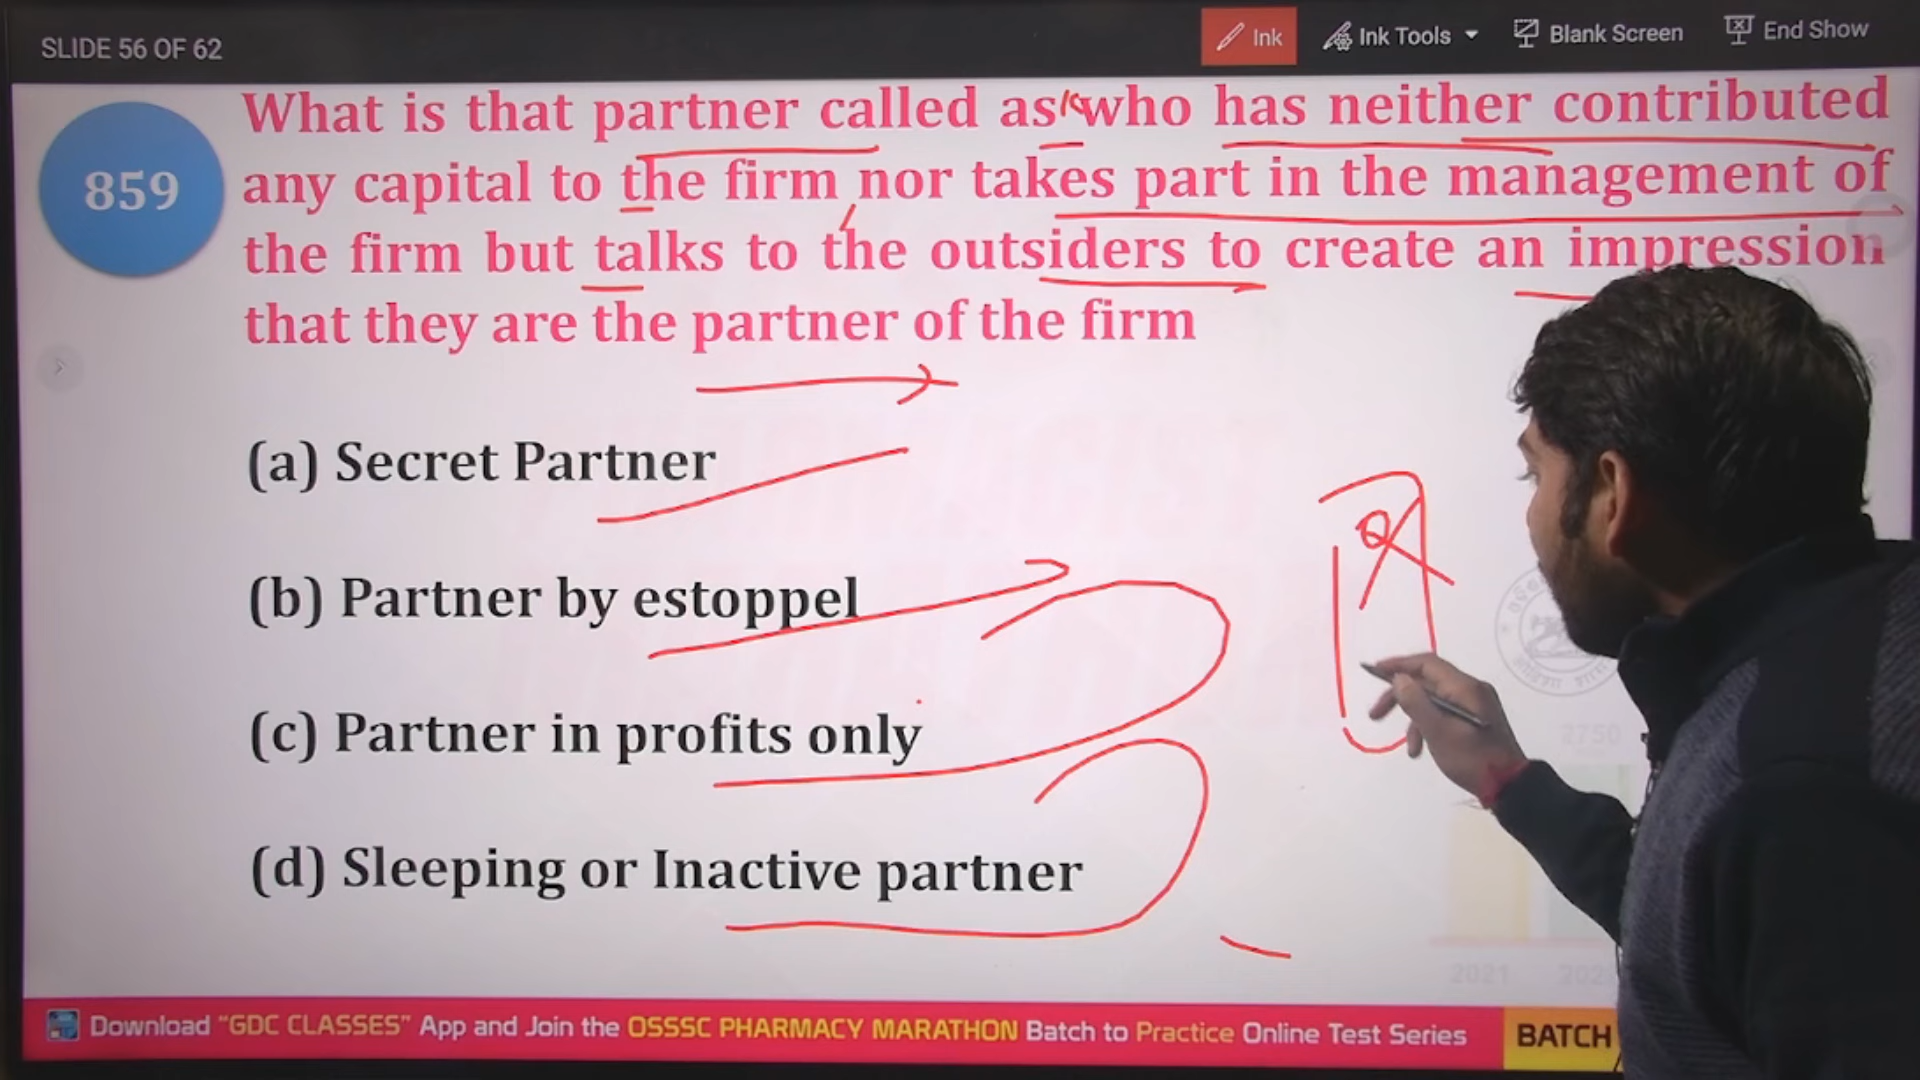 SLIDE 56 OF 62
Ink
Ink Tools
Blank Screen
End Show
859
What is that partner called as who has neither contributed
any capital to the firm nor takes part in the management of
the firm but talks to the outsiders to create an impression
that they are the partner of the firm
(a) Secret Partner
(b) Partner by estoppel
(c) Partner in profits only
(d) Sleeping or Inactive partner
2750
2021
Download "GDC CLASSES" App and Join the OSSSC PHARMACY MARATHON Batch to Practice Online Test Series
BATCH